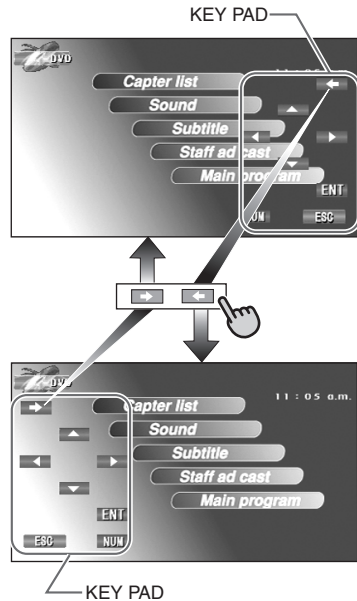 KEY PAD
DVD
Capter list
Sound
Subtitle
Staff ad cast
Main program
ENT
ESC
DVD
11 : 05 a.m.
Capter list
Sound
Subtitle
Staff ad cast
Main program
ENT
ESC
NUM
KEY PAD